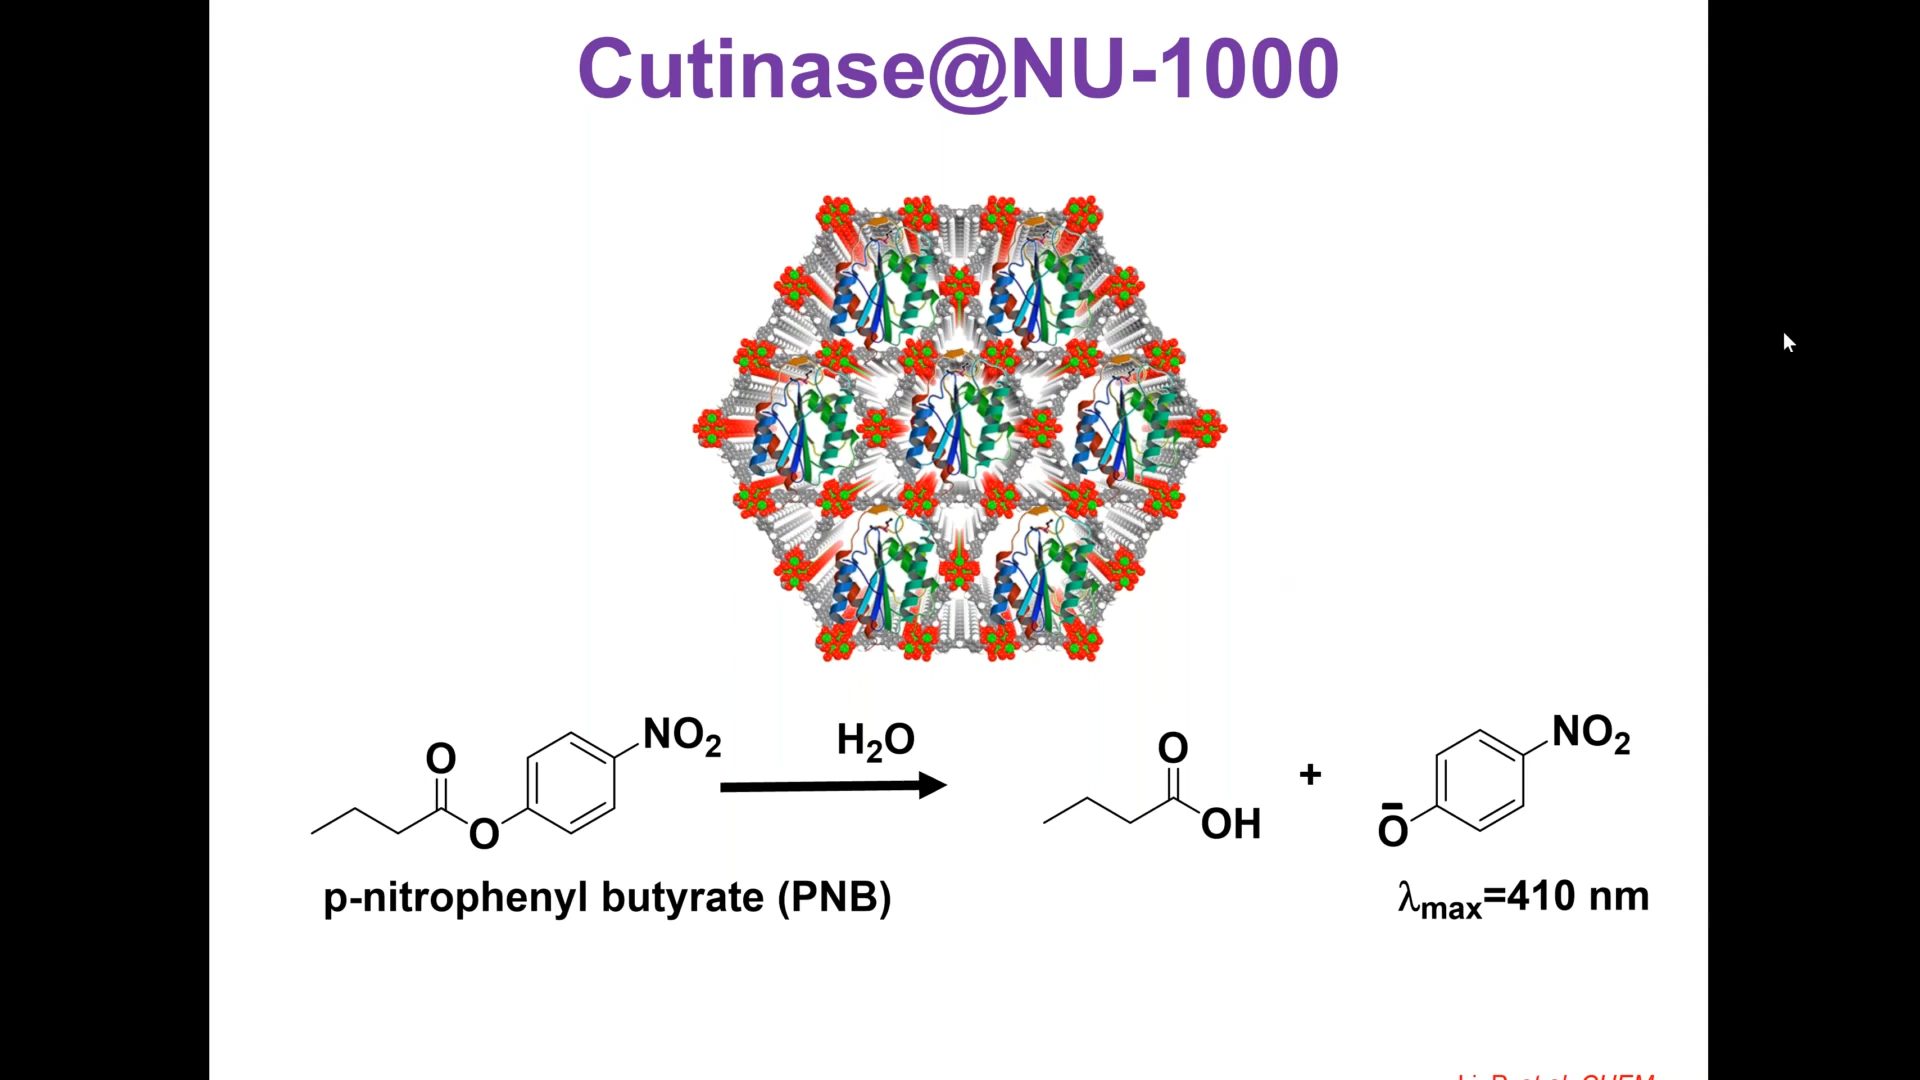 Cutinase@NU-1000
NO₂
O
O
H₂O
O
OH
+
NO₂
O
p-nitrophenyl butyrate (PNB)
λmax=410 nm